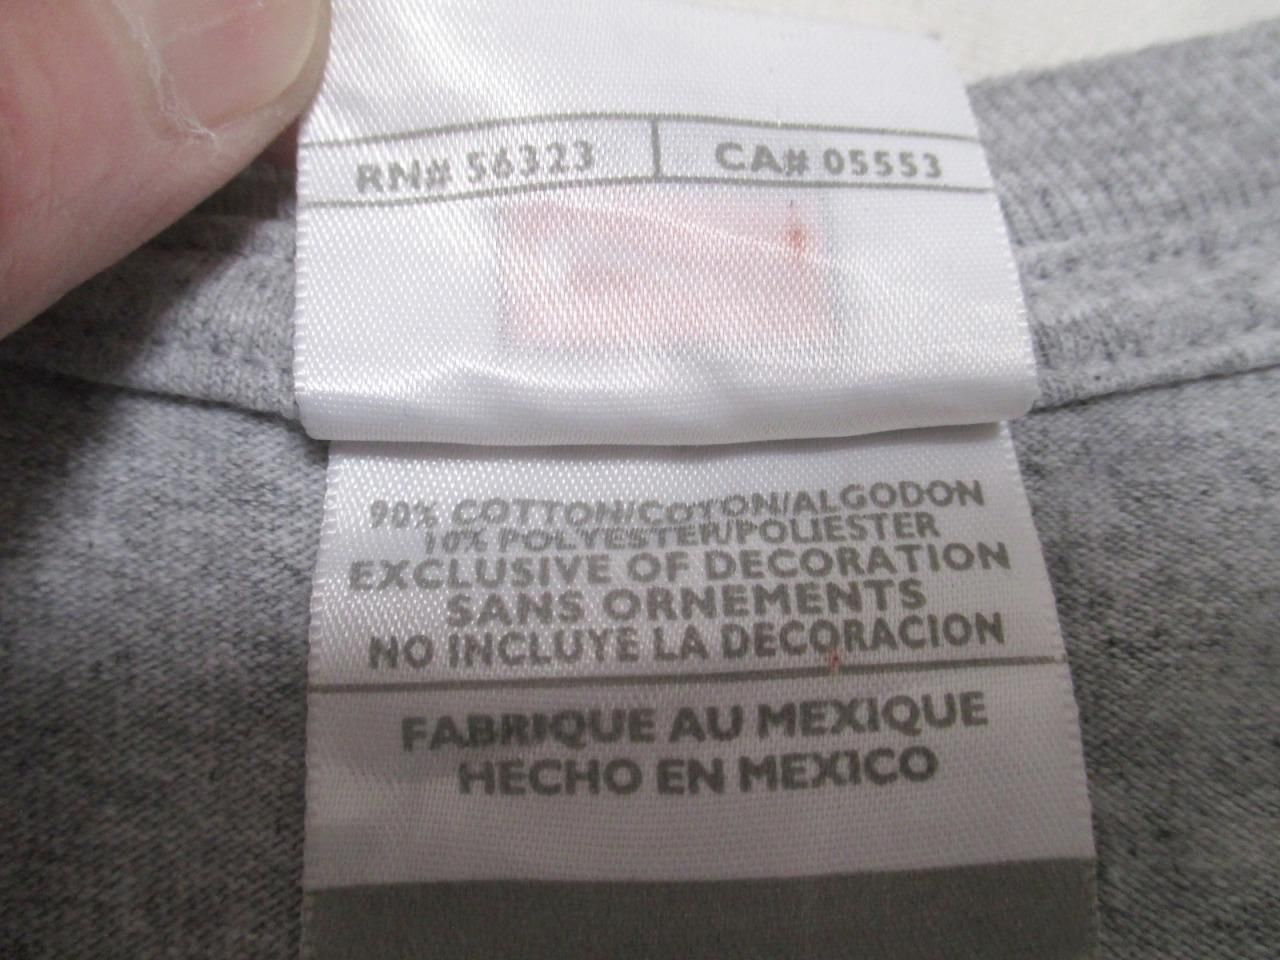 RN# 56323 CA# 05553
90% COTTON/COTON/ALGODON
10% POLYESTER/POLIESTER
EXCLUSIVE OF DECORATION
SANS ORNEMENTS
NO INCLUYE LA DECORACION
FABRIQUE AU MEXIQUE
HECHO EN MEXICO